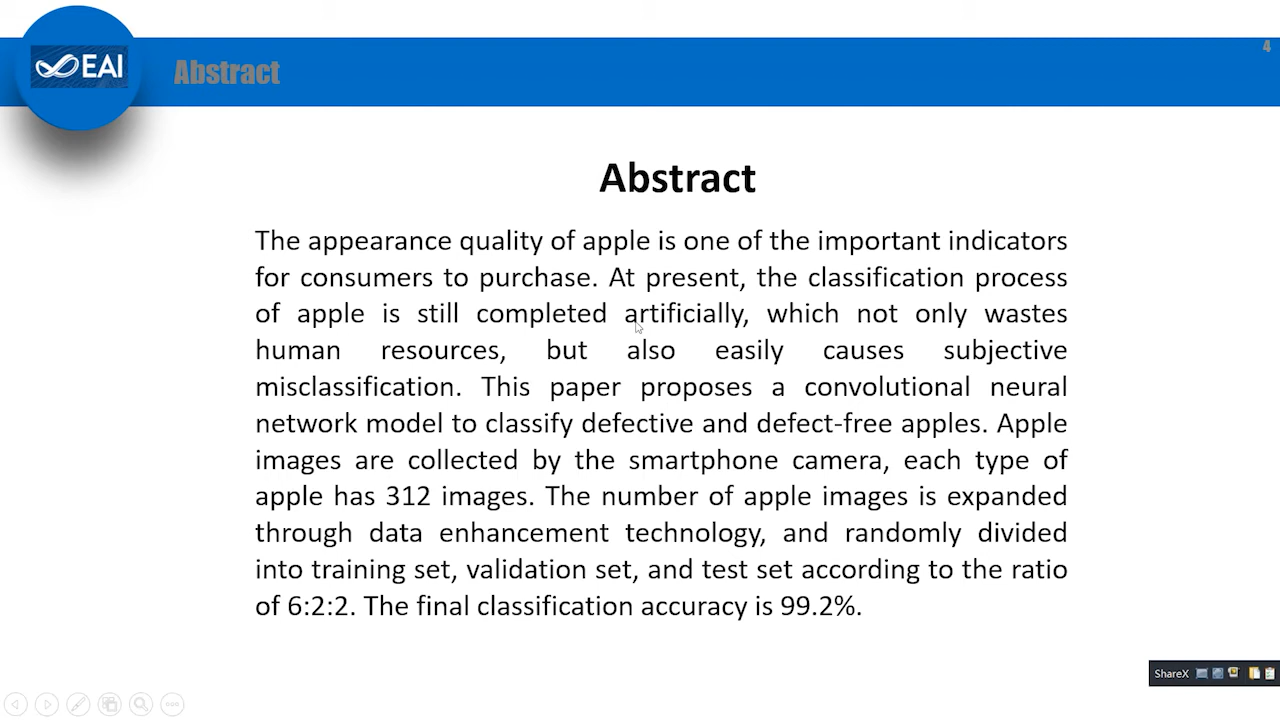 4
EAI
Abstract
Abstract
The appearance quality of apple is one of the important indicators
for consumers to purchase. At present, the classification process
of apple is still completed artificially, which not only wastes
human resources, but also easily causes subjective
misclassification. This paper proposes a convolutional neural
network model to classify defective and defect-free apples. Apple
images are collected by the smartphone camera, each type of
apple has 312 images. The number of apple images is expanded
through data enhancement technology, and randomly divided
into training set, validation set, and test set according to the ratio
of 6:2:2. The final classification accuracy is 99.2%.
ShareX